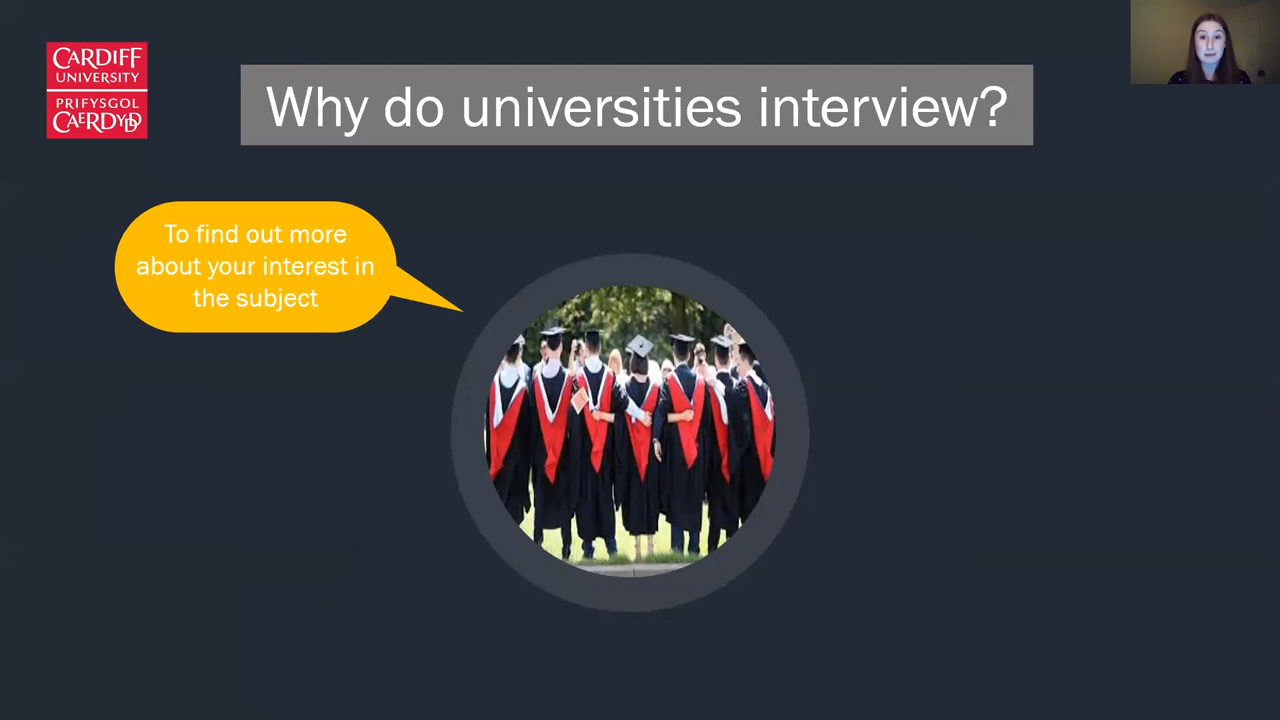 CARDIFF
UNIVERSITY
PRIFYSGOL
CAERDYDD
Why do universities interview?
To find out more
about your interest in
the subject